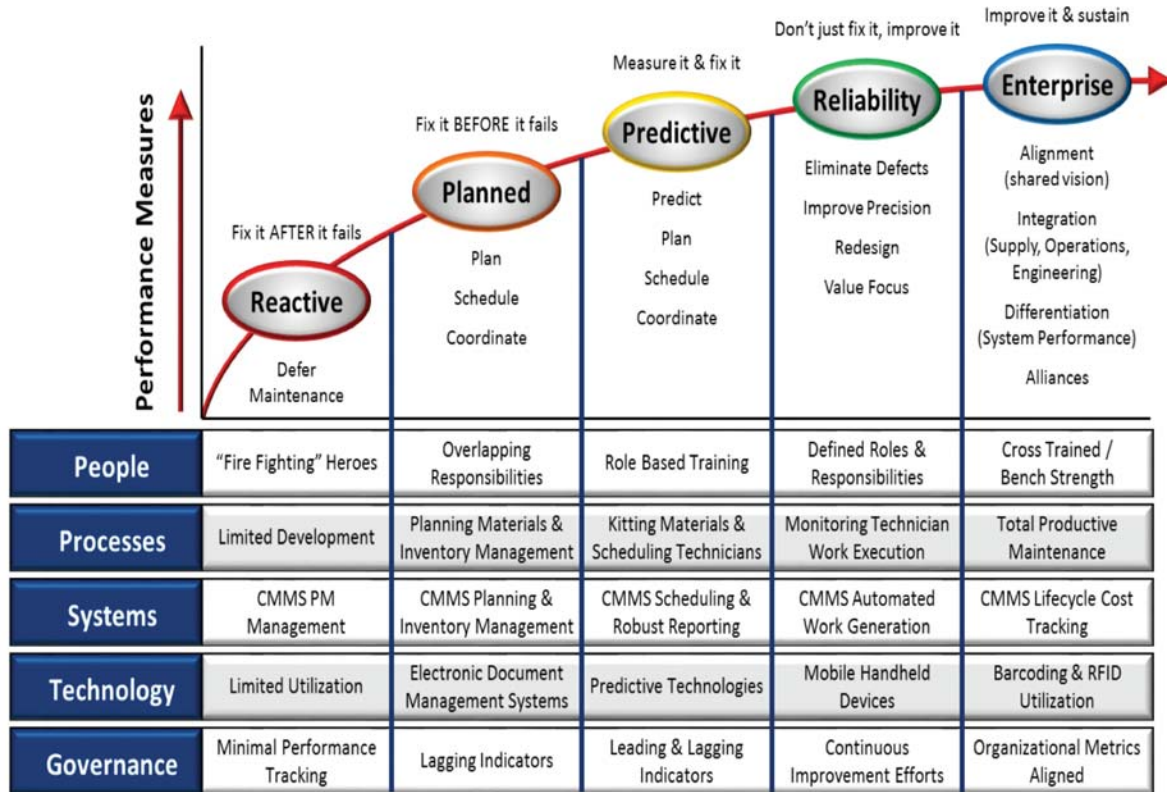 Improve it & sustain
Don't just fix it, improve it
Enterprise
Measure it & fix it
Reliability
Predictive
Fix it BEFORE it fails
Planned
Fix it AFTER it fails
Reactive
Performance Measures
Defer
Maintenance
Plan
Schedule
Coordinate
Predict
Plan
Schedule
Coordinate
Eliminate Defects
Improve Precision
Redesign
Value Focus
Alignment
(shared vision)
Integration
(Supply, Operations,
Engineering)
Differentiation
(System Performance)
Alliances
People
"Fire Fighting" Heroes
Overlapping
Responsibilities
Role Based Training
Defined Roles &
Responsibilities
Cross Trained /
Bench Strength
Processes
Limited Development
Planning Materials &
Inventory Management
Kitting Materials &
Scheduling Technicians
Monitoring Technician
Work Execution
Total Productive
Maintenance
Systems
CMMS PM
Management
CMMS Planning &
Inventory Management
CMMS Scheduling &
Robust Reporting
CMMS Automated
Work Generation
CMMS Lifecycle Cost
Tracking
Technology
Limited Utilization
Electronic Document
Management Systems
Predictive Technologies
Mobile Handheld
Devices
Barcoding & RFID
Utilization
Governance
Minimal Performance
Tracking
Lagging Indicators
Leading & Lagging
Indicators
Continuous
Improvement Efforts
Organizational Metrics
Aligned